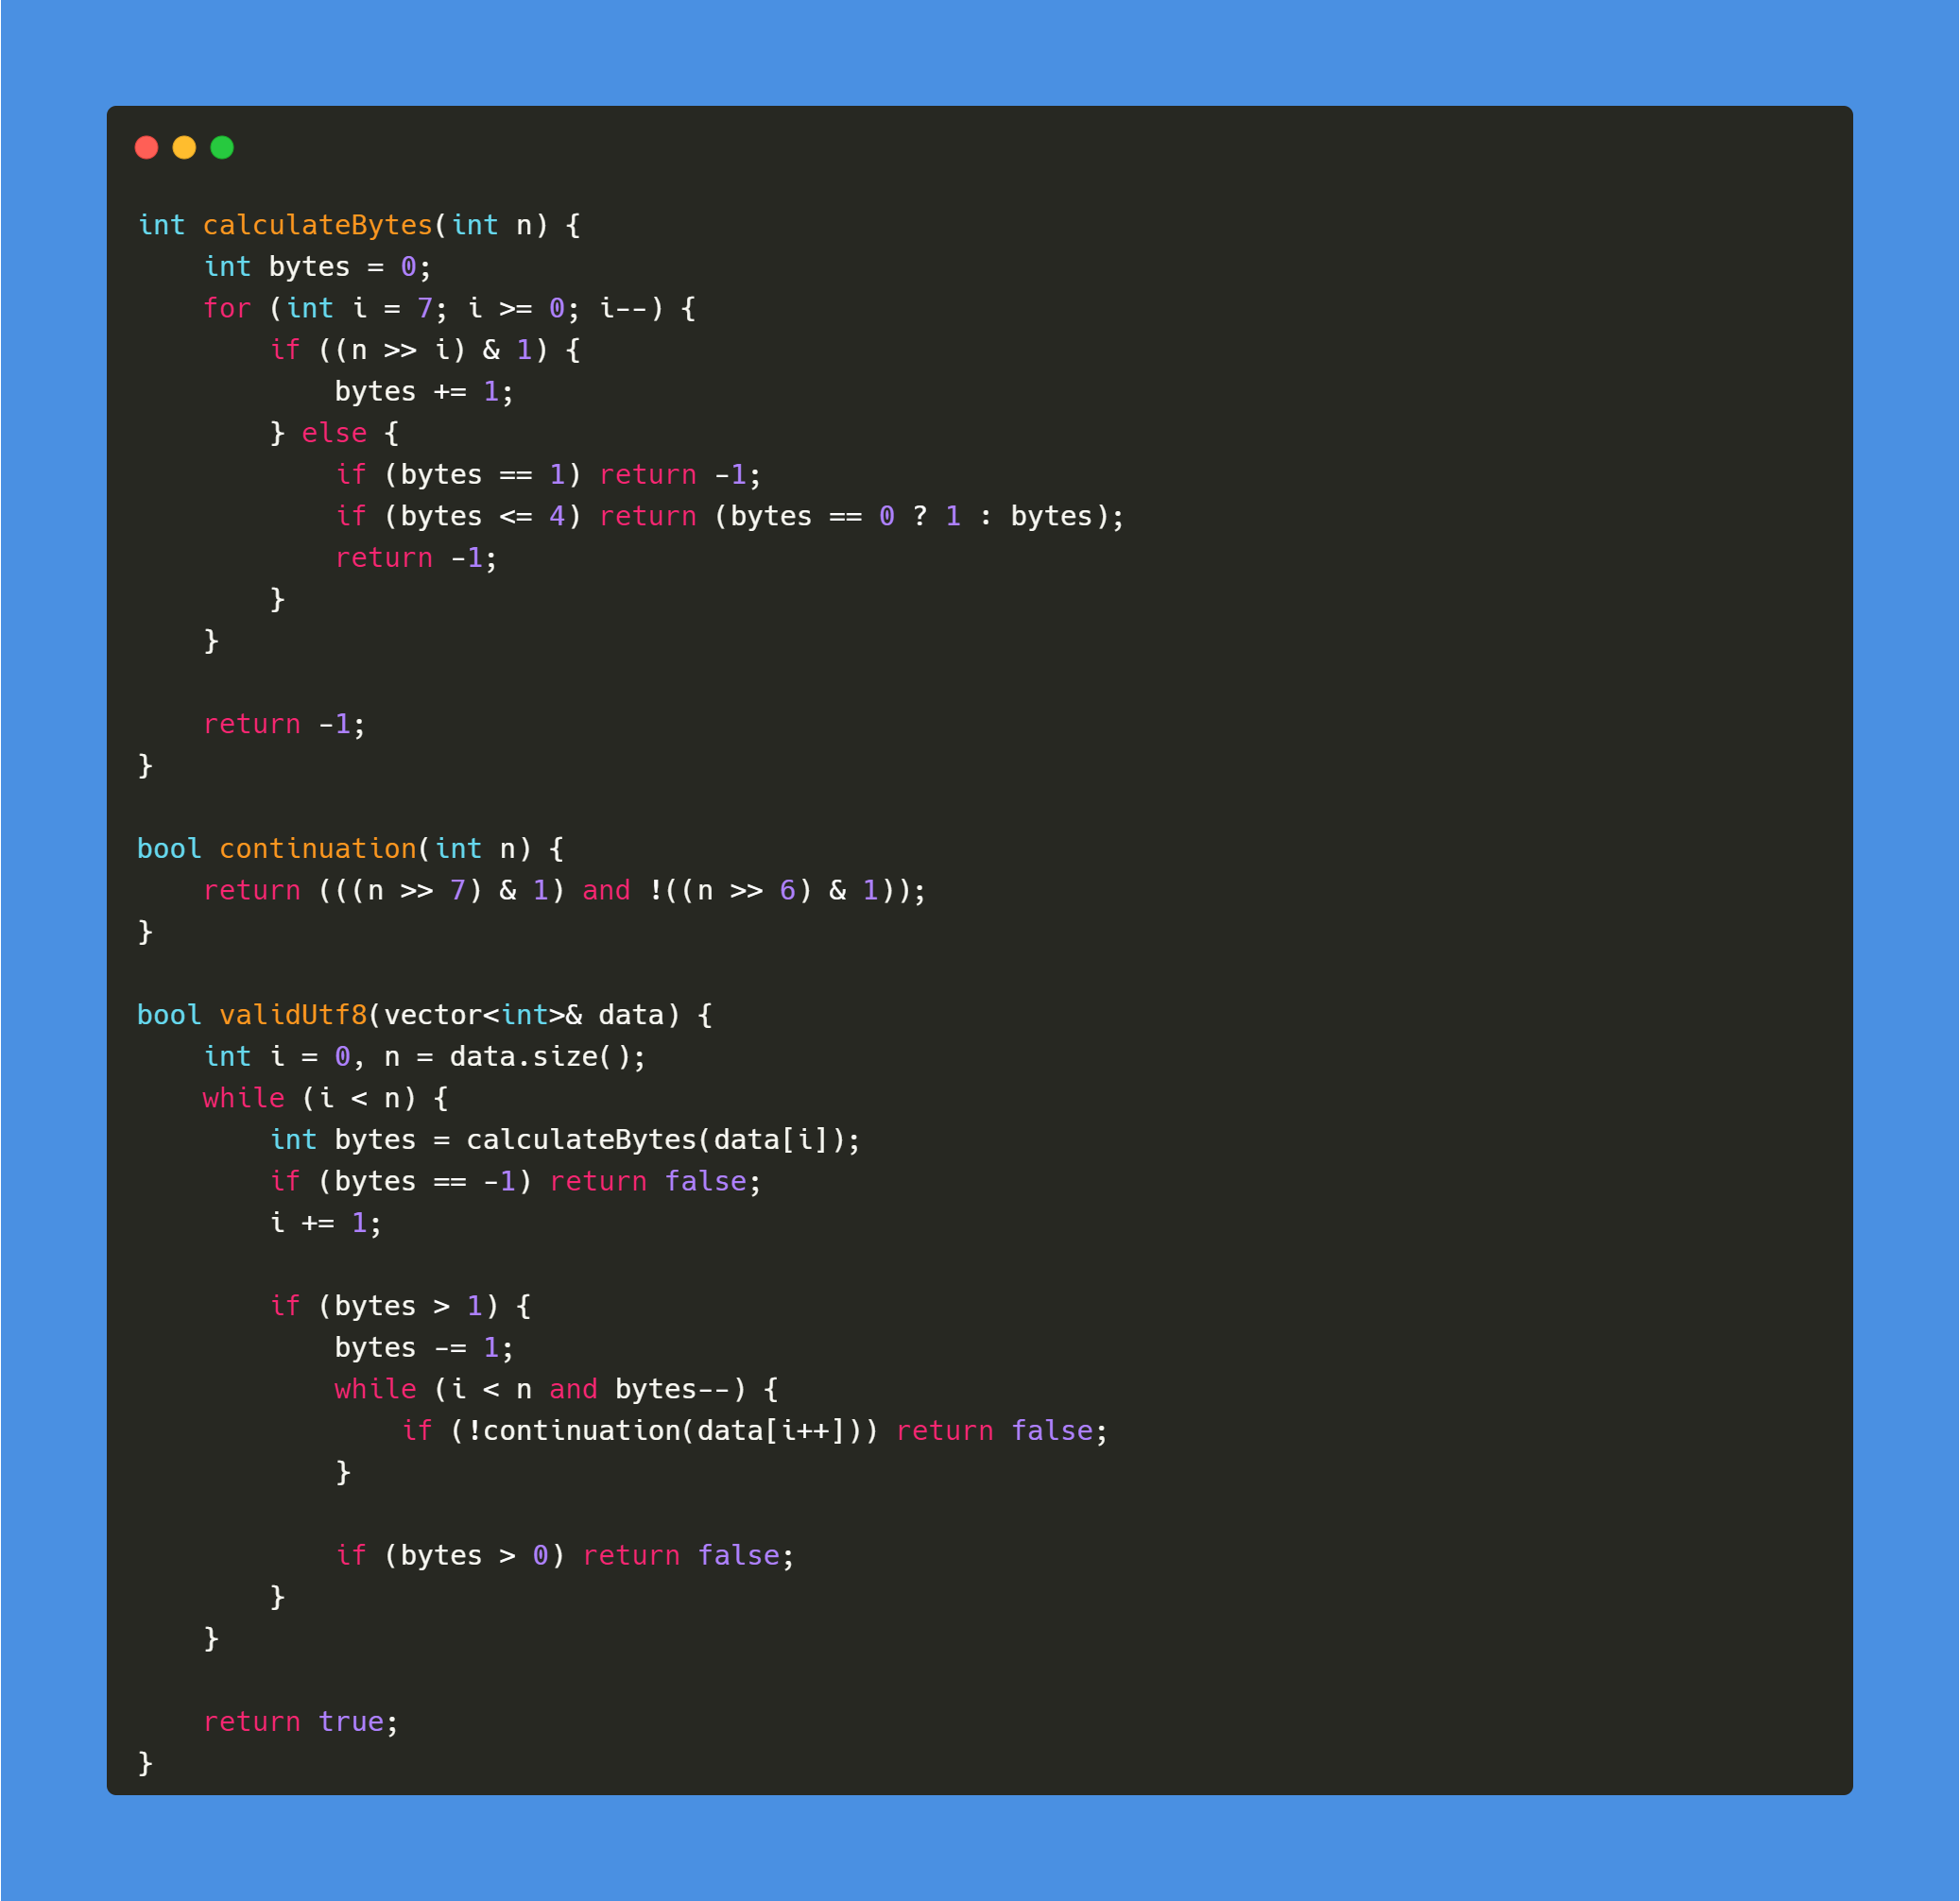 int calculateBytes(int n) {
    int bytes = 0;
    for (int i = 7; i >= 0; i--) {
        if ((n >> i) & 1) {
            bytes += 1;
        } else {
            if (bytes == 1) return -1;
            if (bytes <= 4) return (bytes == 0 ? 1 : bytes);
            return -1;
        }
    }

    return -1;
}

bool continuation(int n) {
    return (((n >> 7) & 1) and !((n >> 6) & 1));
}

bool validUtf8(vector<int>& data) {
    int i = 0, n = data.size();
    while (i < n) {
        int bytes = calculateBytes(data[i]);
        if (bytes == -1) return false;
        i += 1;

        if (bytes > 1) {
            bytes -= 1;
            while (i < n and bytes--) {
                if (!continuation(data[i++])) return false;
            }

            if (bytes > 0) return false;
        }
    }

    return true;
}